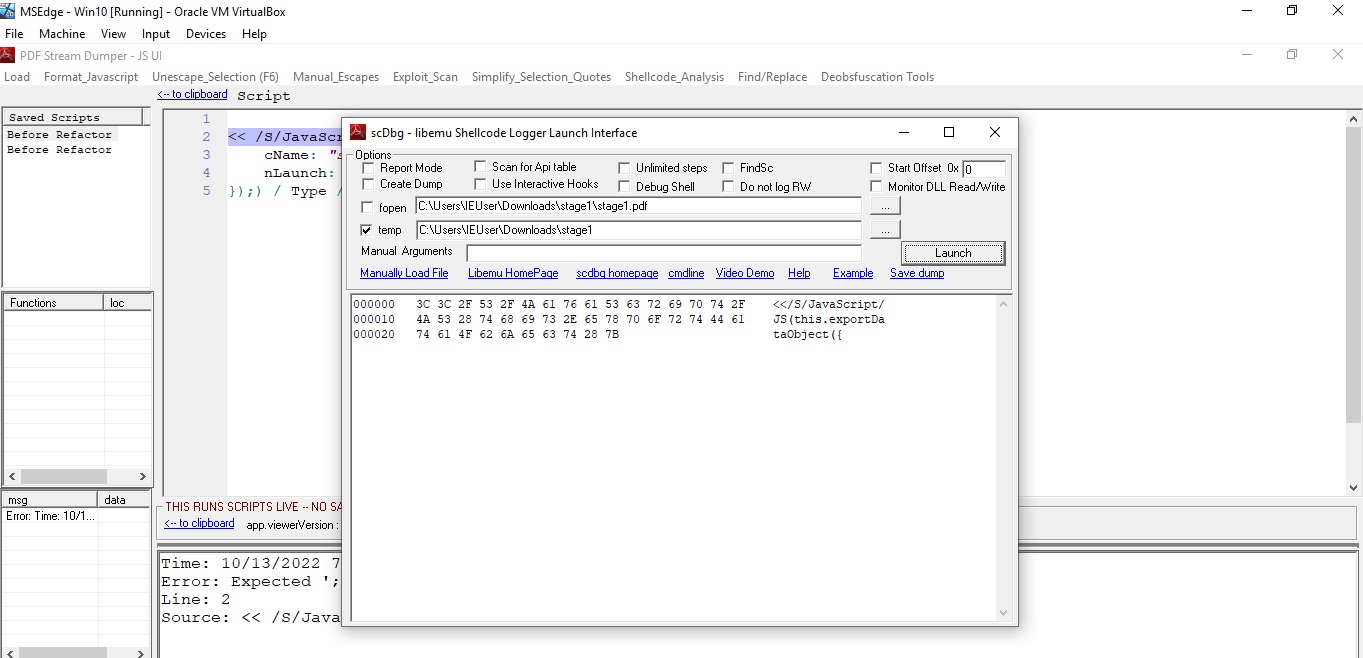 MSEdge - Win10 [Running] - Oracle VM VirtualBox
File Machine View Input Devices Help
PDF Stream Dumper - JS UI
Load Format_Javascript Unescape_Selection (F6) Manual_Escapes Exploit_Scan Simplify_Selection_Quotes Shellcode_Analysis Find/Replace Deobsfuscation Tools
<-- to clipboard Script
Saved Scripts
Before Refactor
Before Refactor
Functions loc
msg data
Error: Time: 10/1...
1
2 << /S/JavaScr
3 cName: "s
4 nLaunch:
5 });) / Type /
THIS RUNS SCRIPTS LIVE -- NO SA
<-- to clipboard app.viewerVersion :
Time: 10/13/2022 7
Error: Expected ';
Line: 2
Source: << /S/Java
scDbg - libemu Shellcode Logger Launch Interface
Options
Report Mode Scan for Api table Unlimited steps FindSc Start Offset 0x 0
Create Dump Use Interactive Hooks Debug Shell Do not log RW Monitor DLL Read/Write
fopen C:\Users\IEUser\Downloads\stage1\stage1.pdf ...
temp C:\Users\IEUser\Downloads\stage1 ...
Manual Arguments Launch
Manually Load File Libemu HomePage scdbg homepage cmdline Video Demo Help Example Save dump
000000 3C 3C 2F 53 2F 4A 61 76 61 53 63 72 69 70 74 2F <</S/JavaScript/
000010 4A 53 28 74 68 69 73 2E 65 78 70 6F 72 74 44 61 JS(this.exportDa
000020 74 61 4F 62 6A 65 63 74 28 7B taObject({